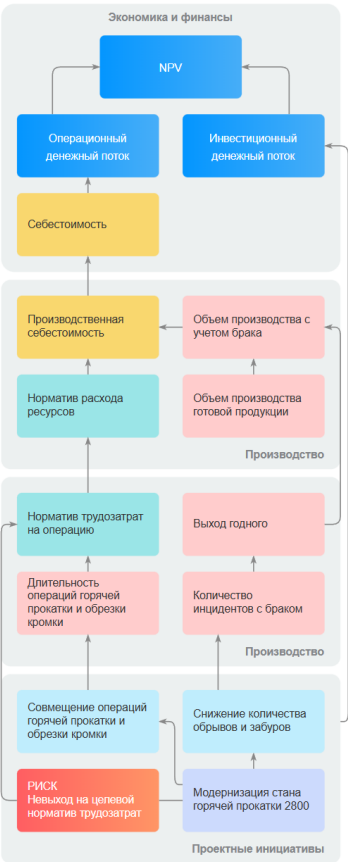 Экономика и финансы
NPV
Операционный
денежный поток
Инвестиционный
денежный поток
Себестоимость
Производственная
себестоимость
Объем производства с
учетом брака
Норматив расхода
ресурсов
Объем производства
готовой продукции
Производство
Норматив трудозатрат
на операцию
Выход годного
Длительность
операций горячей
прокатки и обрезки
кромки
Количество
инцидентов с браком
Производство
Совмещение операций
горячей прокатки и
обрезки кромки
Снижение количества
обрывов и забуров
РИСК
Невыход на целевой
норматив трудозатрат
Модернизация стана
горячей прокатки 2800
Проектные инициативы